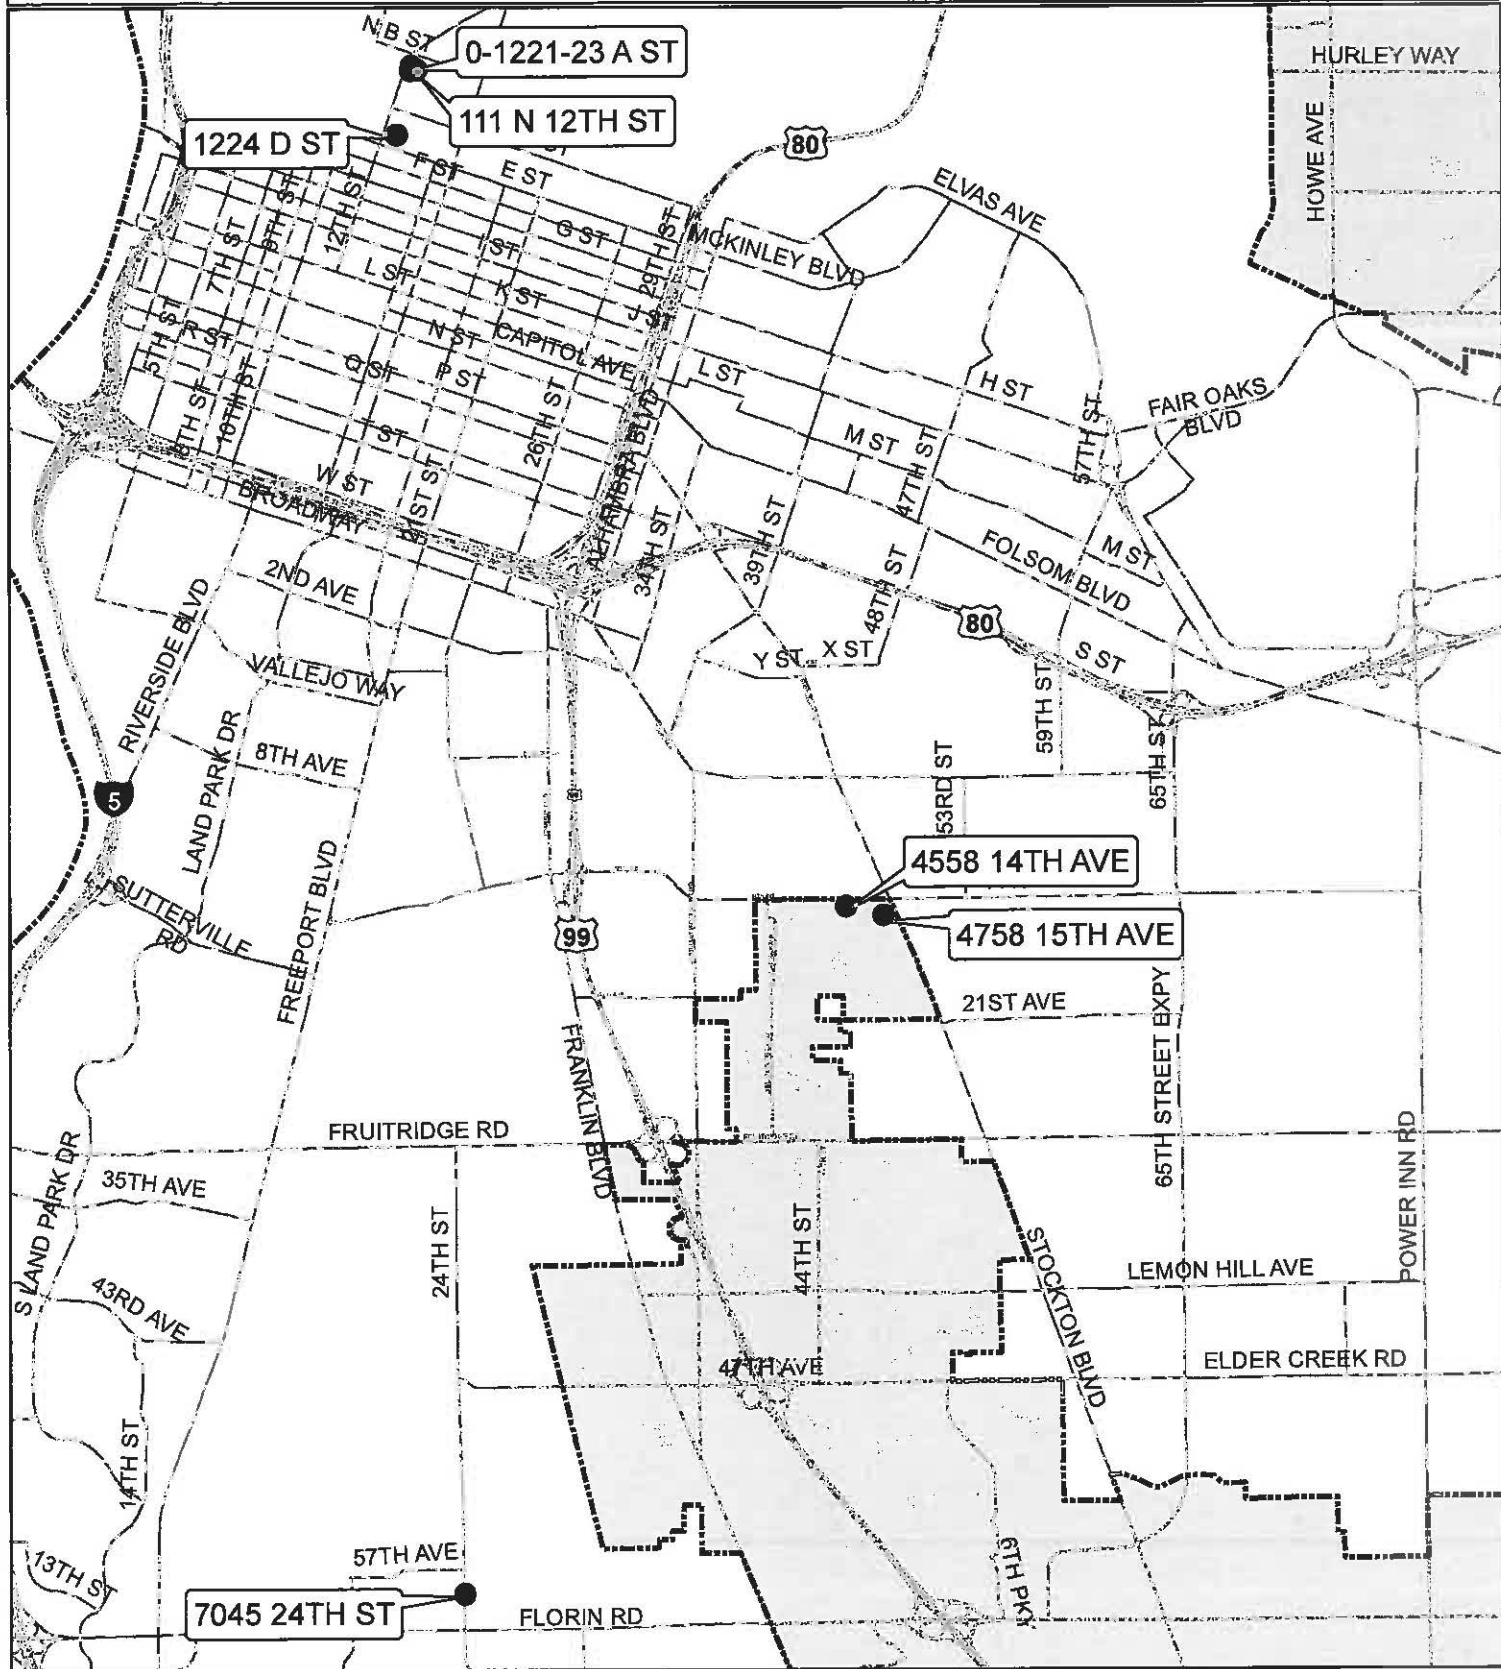 N B ST
0-1221-23 A ST
HURLEY WAY
111 N 12TH ST
1224 D ST
80
HOWE AVE
F ST
E ST
ELVAS AVE
12TH ST
9TH ST
7TH ST
G ST
29TH ST
MCKINLEY BLVD
I ST
L ST
K ST
J ST
5TH ST
R ST
N ST
CAPITOL AVE
Q ST
P ST
L ST
H ST
8TH ST
10TH ST
26TH ST
ALHAMBRA BLVD
57TH ST
FAIR OAKS
BLVD
T ST
M ST
47TH ST
W ST
21ST ST
BROADWAY
34TH ST
39TH ST
FOLSOM BLVD
M ST
2ND AVE
48TH ST
RIVERSIDE BLVD
80
Y ST
X ST
S ST
VALLEJO WAY
59TH ST
LAND PARK DR
8TH AVE
65TH ST
53RD ST
5
4558 14TH AVE
FREEPORT BLVD
SUTTERVILLE
RD
99
4758 15TH AVE
21ST AVE
65TH STREET EXPY
FRANKLIN BLVD
FRUITRIDGE RD
POWER INN RD
S LAND PARK DR
35TH AVE
24TH ST
44TH ST
STOCKTON BLVD
LEMON HILL AVE
43RD AVE
47TH AVE
ELDER CREEK RD
14TH ST
57TH AVE
13TH ST
6TH PKY
7045 24TH ST
FLORIN RD